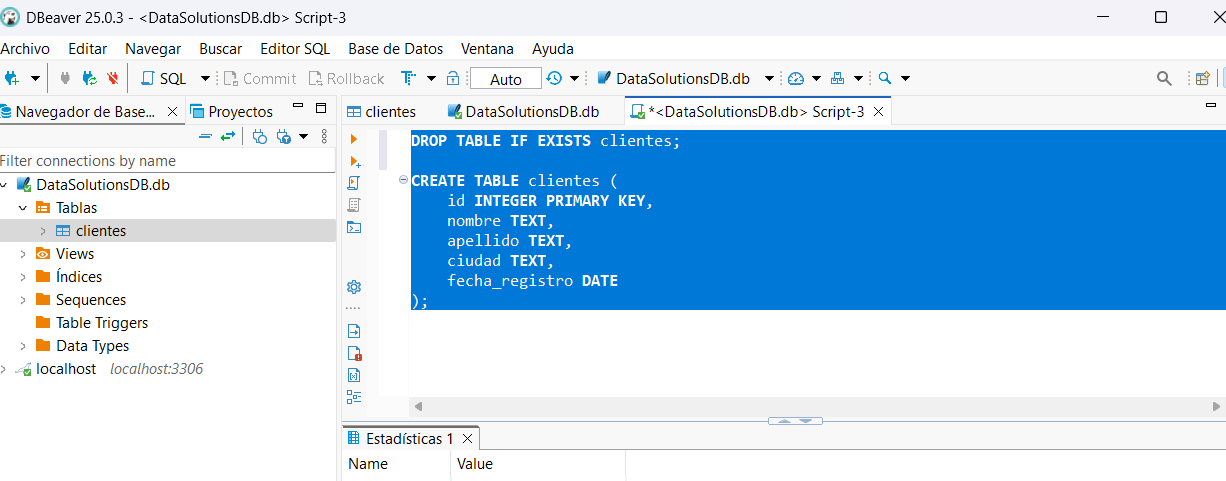 DBeaver 25.0.3 - <DataSolutionsDB.db> Script-3
Archivo Editar Navegar Buscar Editor SQL Base de Datos Ventana Ayuda
SQL Commit Rollback Auto DataSolutionsDB.db
Navegador de Base... Proyectos
Filter connections by name
DataSolutionsDB.db
Tablas
clientes
Views
Índices
Sequences
Table Triggers
Data Types
localhost localhost:3306
clientes DataSolutionsDB.db *<DataSolutionsDB.db> Script-3
DROP TABLE IF EXISTS clientes;
CREATE TABLE clientes (
id INTEGER PRIMARY KEY,
nombre TEXT,
apellido TEXT,
ciudad TEXT,
fecha_registro DATE
);
Estadísticas 1
Name Value